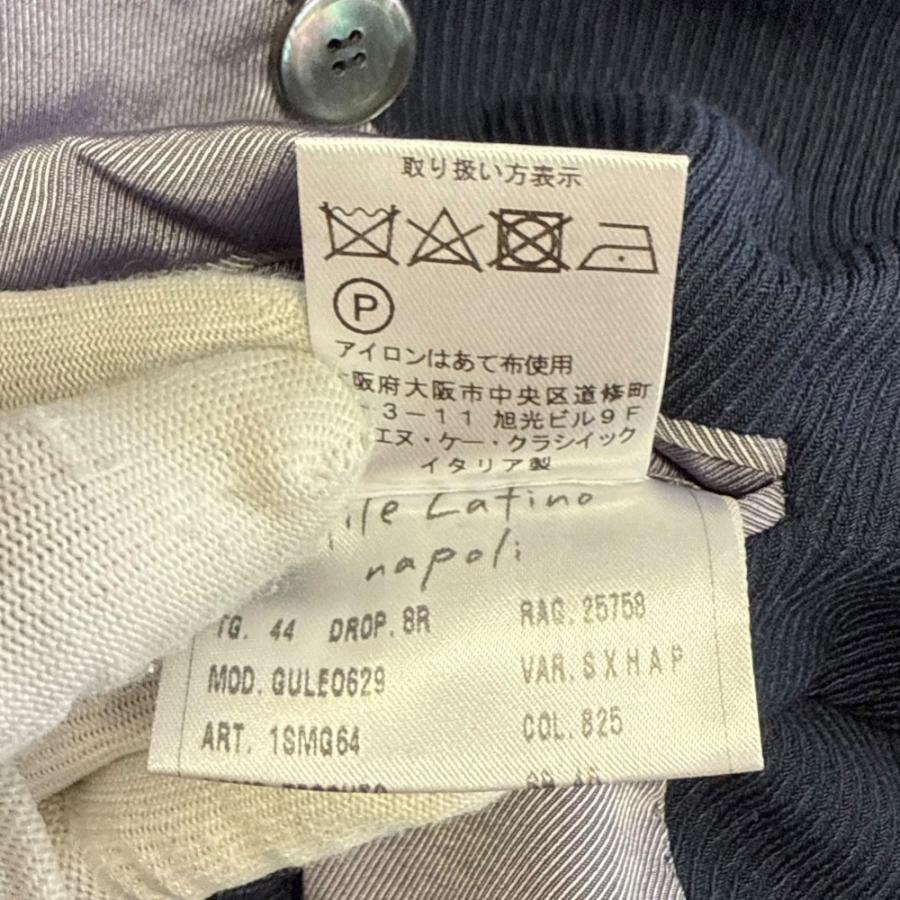 取り扱い方表示
P
アイロンはあて布使用
阪府大阪市中央区道修町
3-11 旭光ビル9F
エヌ・ケー・クラシイック
イタリア製
ile Latino
napoli
TG. 44 DROP. 8R RAG. 25758
MOD. GULE0629 VAR. SXHAP
ART. 1SMG64 COL. 825